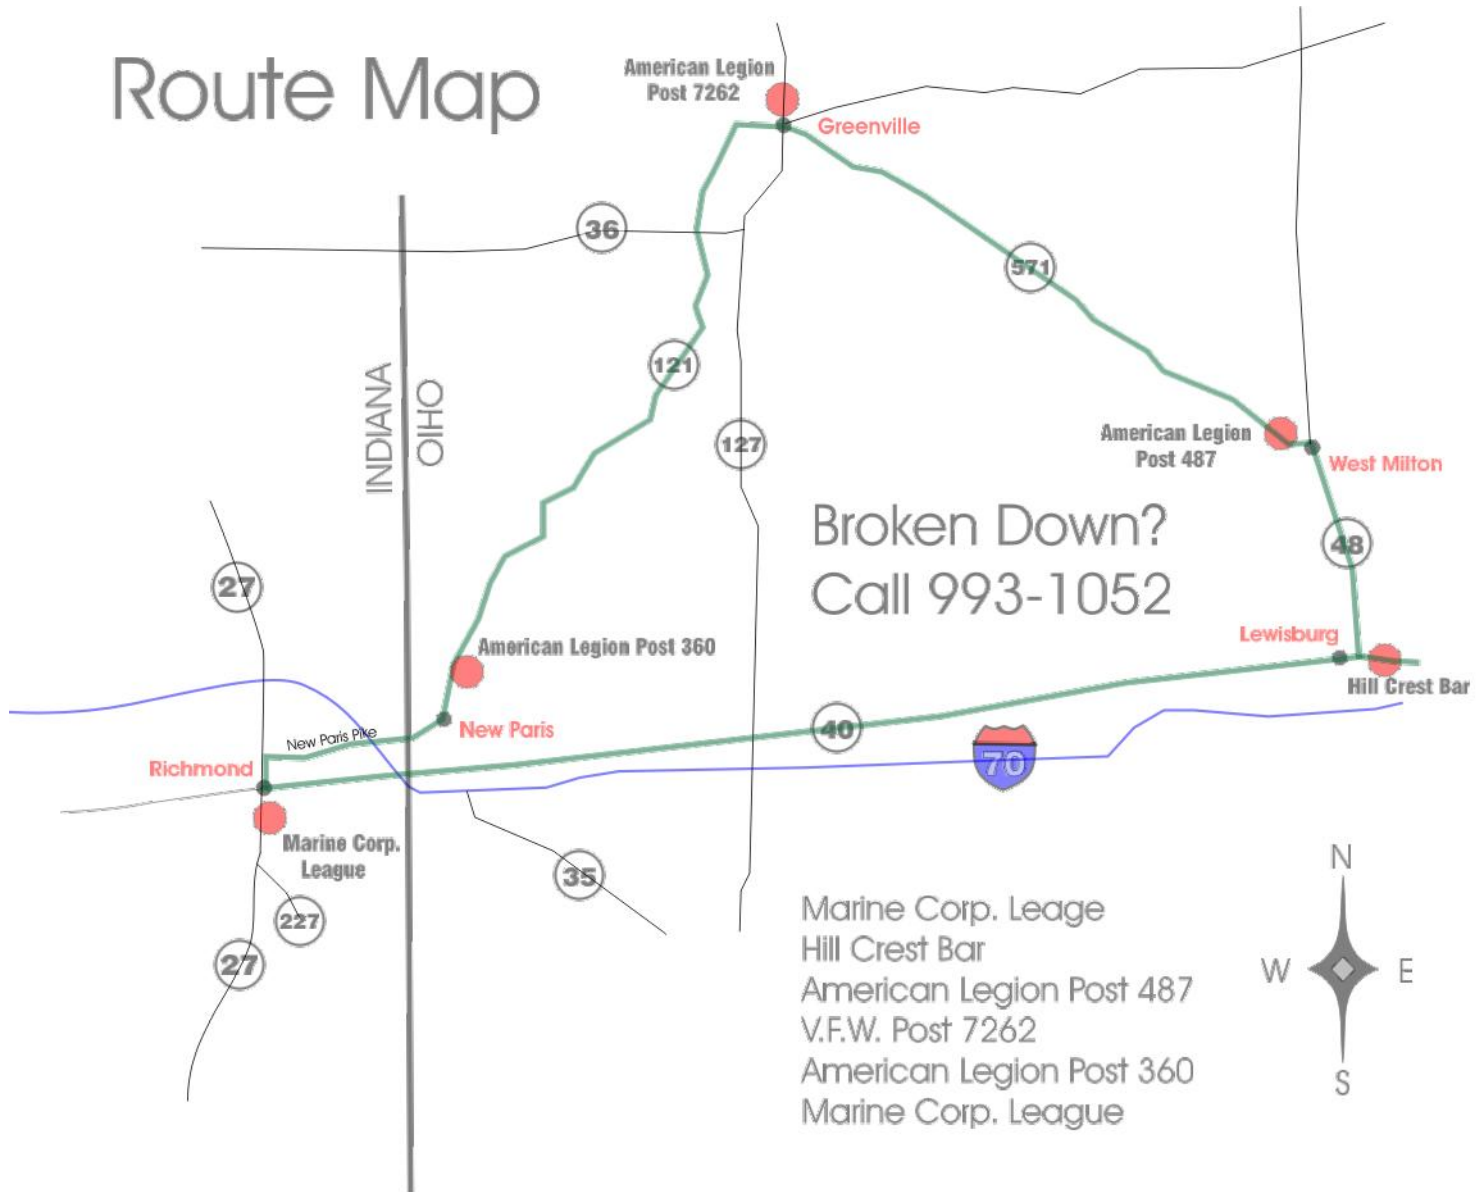 Route Map
American Legion
Post 7262
Greenville
36
571
121
INDIANA
OHIO
127
American Legion
Post 487
West Milton
Broken Down?
Call 993-1052
48
27
Lewisburg
American Legion Post 360
Hill Crest Bar
New Paris
New Paris Pike
40
70
Richmond
Marine Corp.
League
35
227
27
Marine Corp. Leage
Hill Crest Bar
American Legion Post 487
V.F.W. Post 7262
American Legion Post 360
Marine Corp. League
N
W
E
S